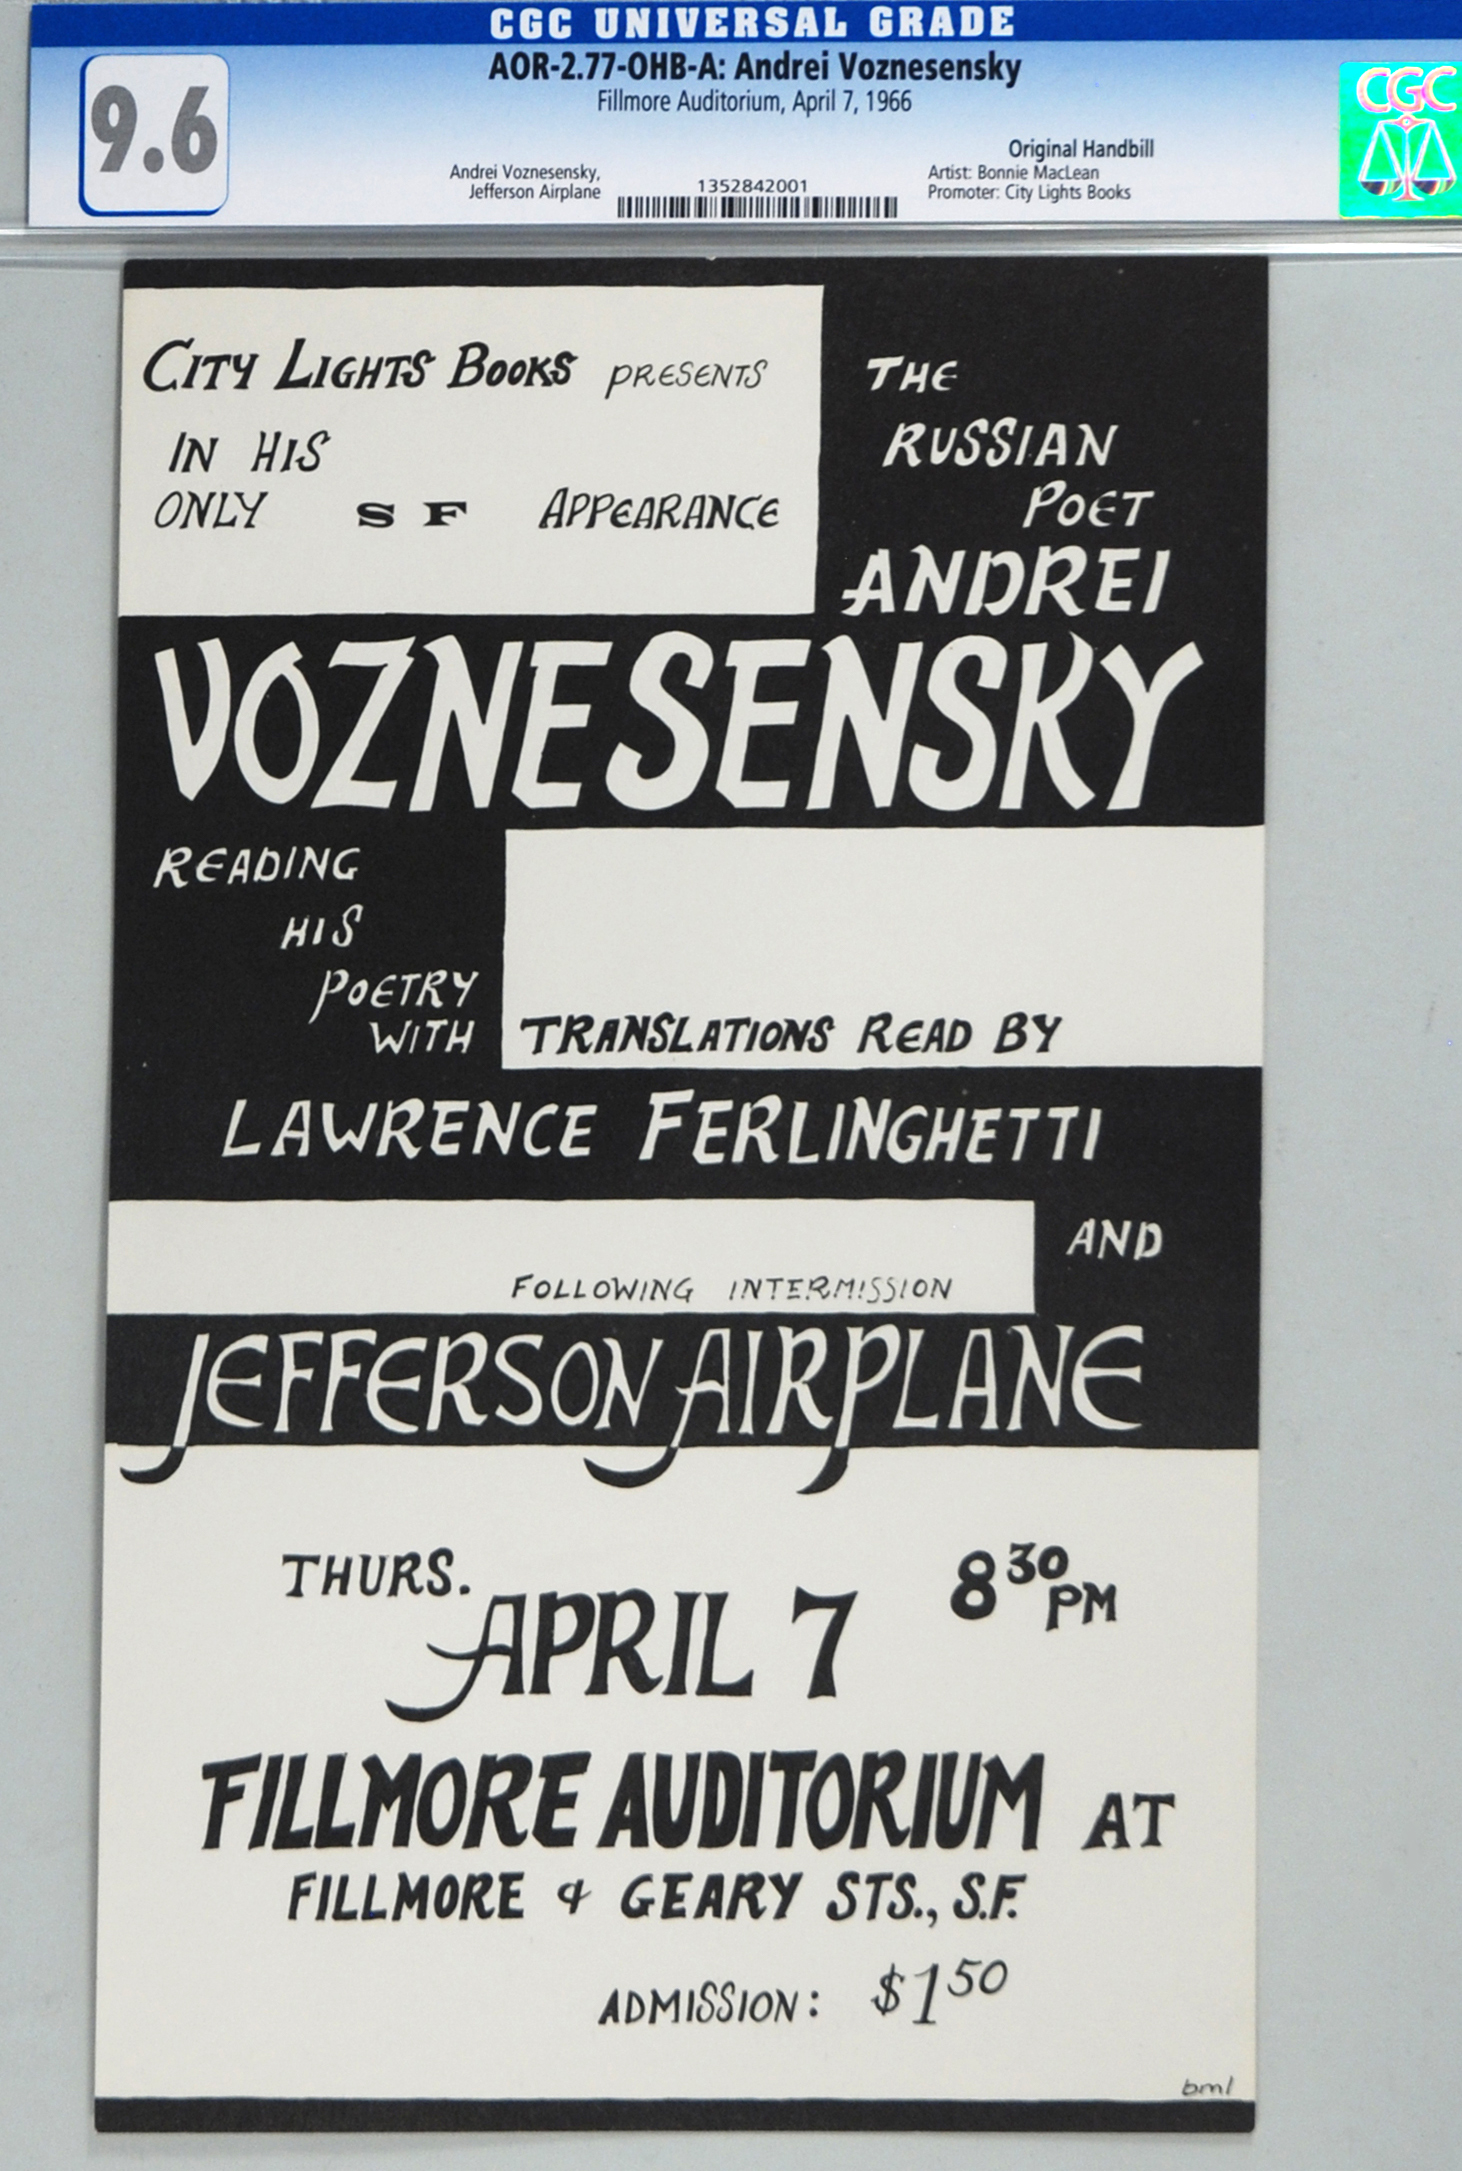 CGC UNIVERSAL GRADE
AOR-2.77-OHB-A: Andrei Voznesensky
Fillmore Auditorium, April 7, 1966
9.6
CGC
Original Handbill
Andrei Voznesensky,
Jefferson Airplane
1352842001
Artist: Bonnie MacLean
Promoter: City Lights Books
CITY LIGHTS BOOKS PRESENTS
IN HIS
ONLY SF APPEARANCE
THE
RUSSIAN
POET
ANDREI
VOZNESENSKY
READING
HIS
POETRY
WITH TRANSLATIONS READ BY
LAWRENCE FERLINGHETTI
AND
FOLLOWING INTERMISSION
JEFFERSON AIRPLANE
THURS. APRIL 7 8 30 PM
FILLMORE AUDITORIUM AT
FILLMORE & GEARY STS., S.F.
ADMISSION: $1 50
bml